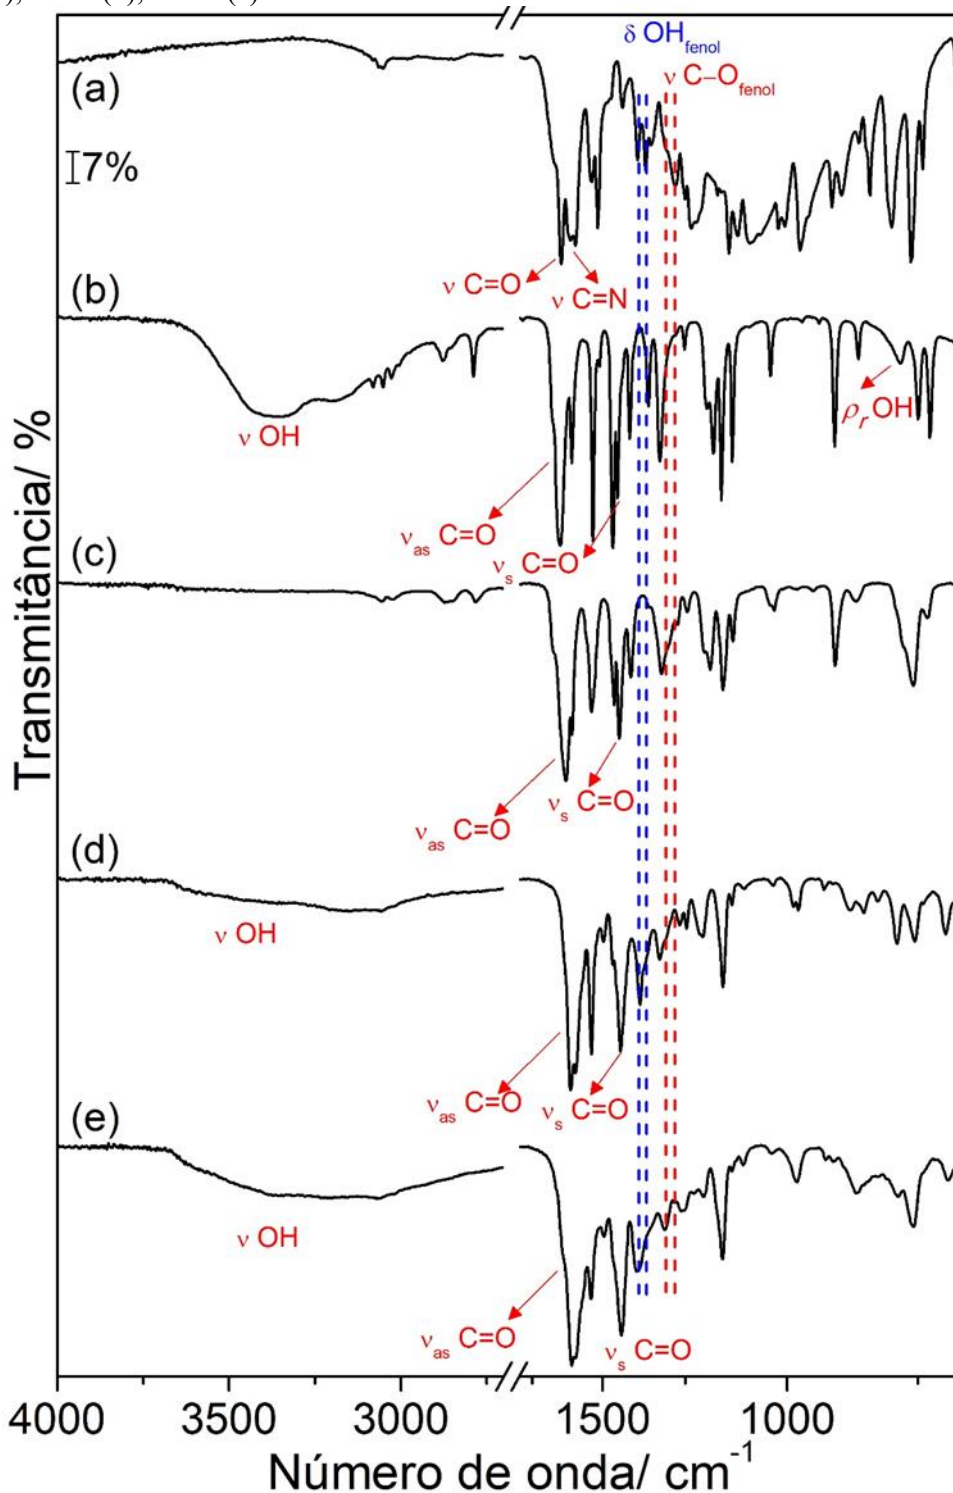 δ OHfenol
(a)
ν C–Ofenol
7%
ν C=O
ν C=N
(b)
ρr OH
ν OH
νas C=O
νs C=O
(c)
νs C=O
νas C=O
(d)
ν OH
νas C=O
νs C=O
(e)
ν OH
νas C=O
νs C=O
Transmitância/ %
4000 3500 3000 1500 1000
Número de onda/ cm-1